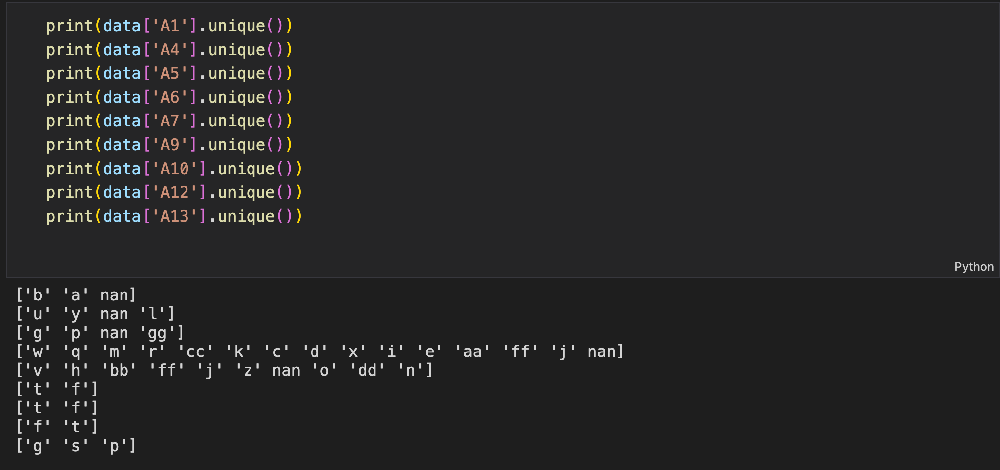 print(data['A1'].unique())
print(data['A4'].unique())
print(data['A5'].unique())
print(data['A6'].unique())
print(data['A7'].unique())
print(data['A9'].unique())
print(data['A10'].unique())
print(data['A12'].unique())
print(data['A13'].unique())
Python
['b' 'a' nan]
['u' 'y' nan 'l']
['g' 'p' nan 'gg']
['w' 'q' 'm' 'r' 'cc' 'k' 'c' 'd' 'x' 'i' 'e' 'aa' 'ff' 'j' nan]
['v' 'h' 'bb' 'ff' 'j' 'z' nan 'o' 'dd' 'n']
['t' 'f']
['t' 'f']
['f' 't']
['g' 's' 'p']